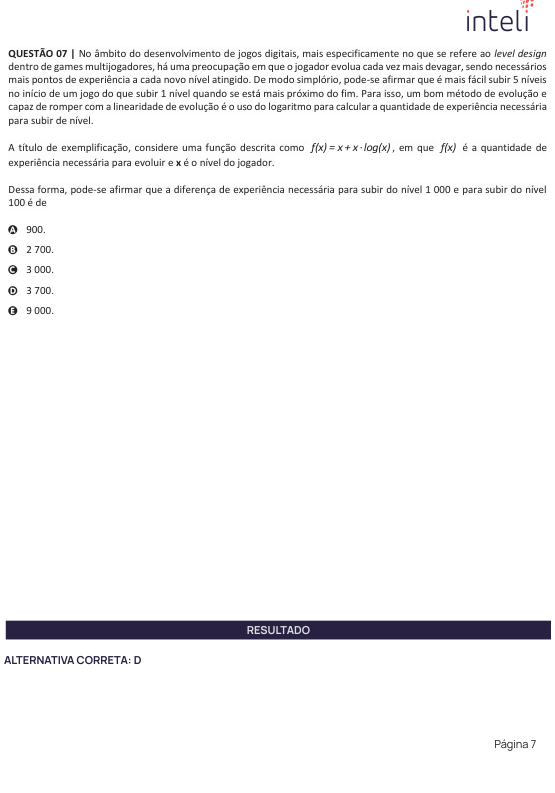 inteli
QUESTÃO 07 | No âmbito do desenvolvimento de jogos digitais, mais especificamente no que se refere ao level design
dentro de games multijogadores, há uma preocupação em que o jogador evolua cada vez mais devagar, sendo necessários
mais pontos de experiência a cada novo nível atingido. De modo simplório, pode-se afirmar que é mais fácil subir 5 níveis
no início de um jogo do que subir 1 nível quando se está mais próximo do fim. Para isso, um bom método de evolução e
capaz de romper com a linearidade de evolução é o uso do logaritmo para calcular a quantidade de experiência necessária
para subir de nível.
A título de exemplificação, considere uma função descrita como f(x) = x + x · log(x), em que f(x) é a quantidade de
experiência necessária para evoluir e x é o nível do jogador.
Dessa forma, pode-se afirmar que a diferença de experiência necessária para subir do nível 1 000 e para subir do nível
100 é de
A 900.
B 2 700.
C 3 000.
D 3 700.
E 9 000.
RESULTADO
ALTERNATIVA CORRETA: D
Página 7